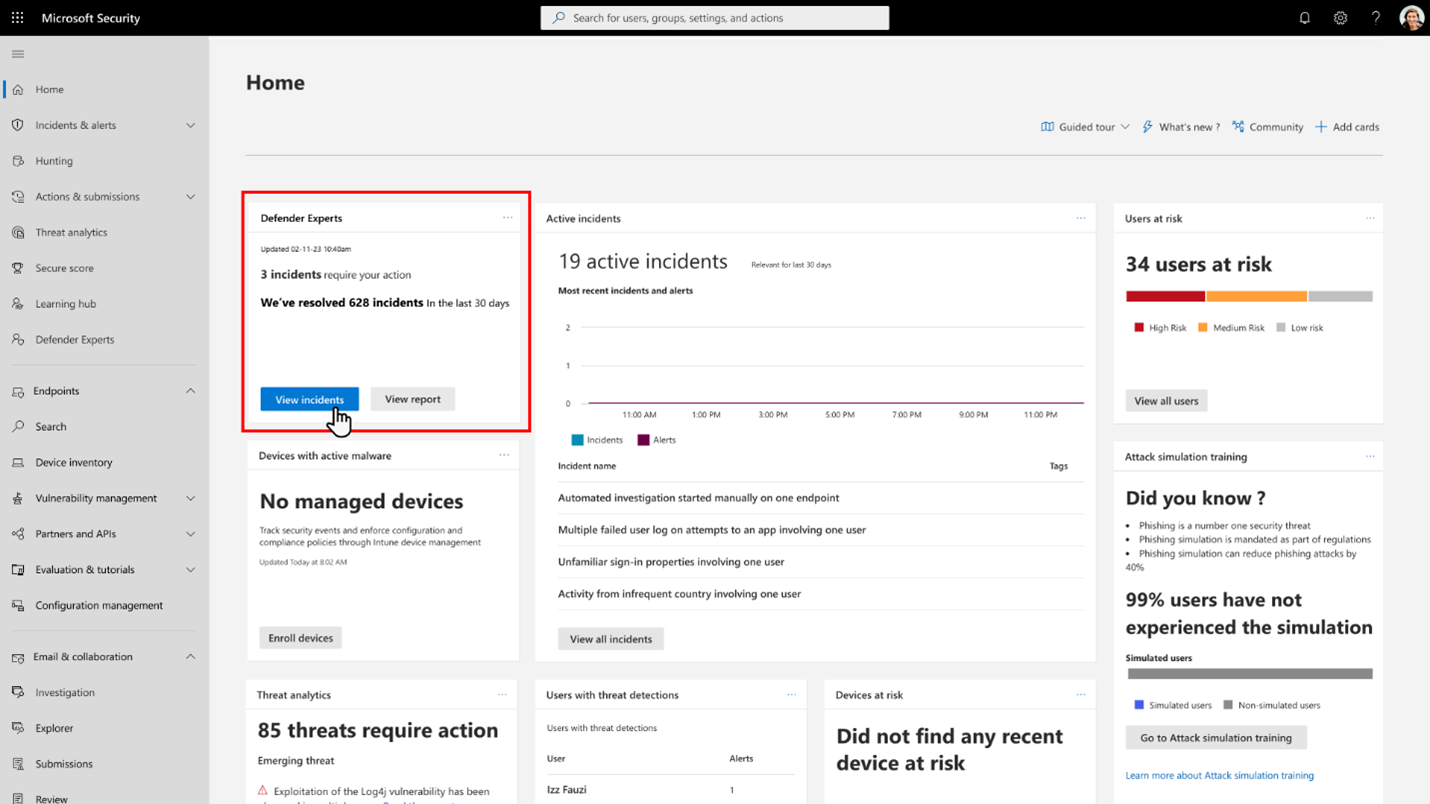 Microsoft Security
Search for users, groups, settings, and actions
Home
Incidents & alerts
Hunting
Actions & submissions
Threat analytics
Secure score
Learning hub
Defender Experts
Endpoints
Search
Device inventory
Vulnerability management
Partners and APIs
Evaluation & tutorials
Configuration management
Email & collaboration
Investigation
Explorer
Submissions
Review
Home
Guided tour
What's new ?
Community
Add cards
Defender Experts
Updated 02-11-23 10:40am
3 incidents require your action
We've resolved 628 incidents In the last 30 days
View incidents
View report
Active incidents
19 active incidents
Relevant for last 30 days
Most recent incidents and alerts
2
1
0
11:00 AM 1:00 PM 3:00 PM 5:00 PM 7:00 PM 9:00 PM 11:00 PM
Incidents Alerts
Incident name Tags
Automated investigation started manually on one endpoint
Multiple failed user log on attempts to an app involving one user
Unfamiliar sign-in properties involving one user
Activity from infrequent country involving one user
View all incidents
Users at risk
34 users at risk
High Risk Medium Risk Low risk
View all users
Devices with active malware
No managed devices
Track security events and enforce configuration and
compliance policies through Intune device management
Updated Today at 8:02 AM
Enroll devices
Attack simulation training
Did you know ?
• Phishing is a number one security threat
• Phishing simulation is mandated as part of regulations
• Phishing simulation can reduce phishing attacks by
40%
99% users have not
experienced the simulation
Simulated users
Simulated users Non-simulated users
Go to Attack simulation training
Learn more about Attack simulation training
Threat analytics
85 threats require action
Emerging threat
Exploitation of the Log4j vulnerability has been
Users with threat detections
Users with threat detections
User Alerts
Izz Fauzi 1
Devices at risk
Did not find any recent
device at risk